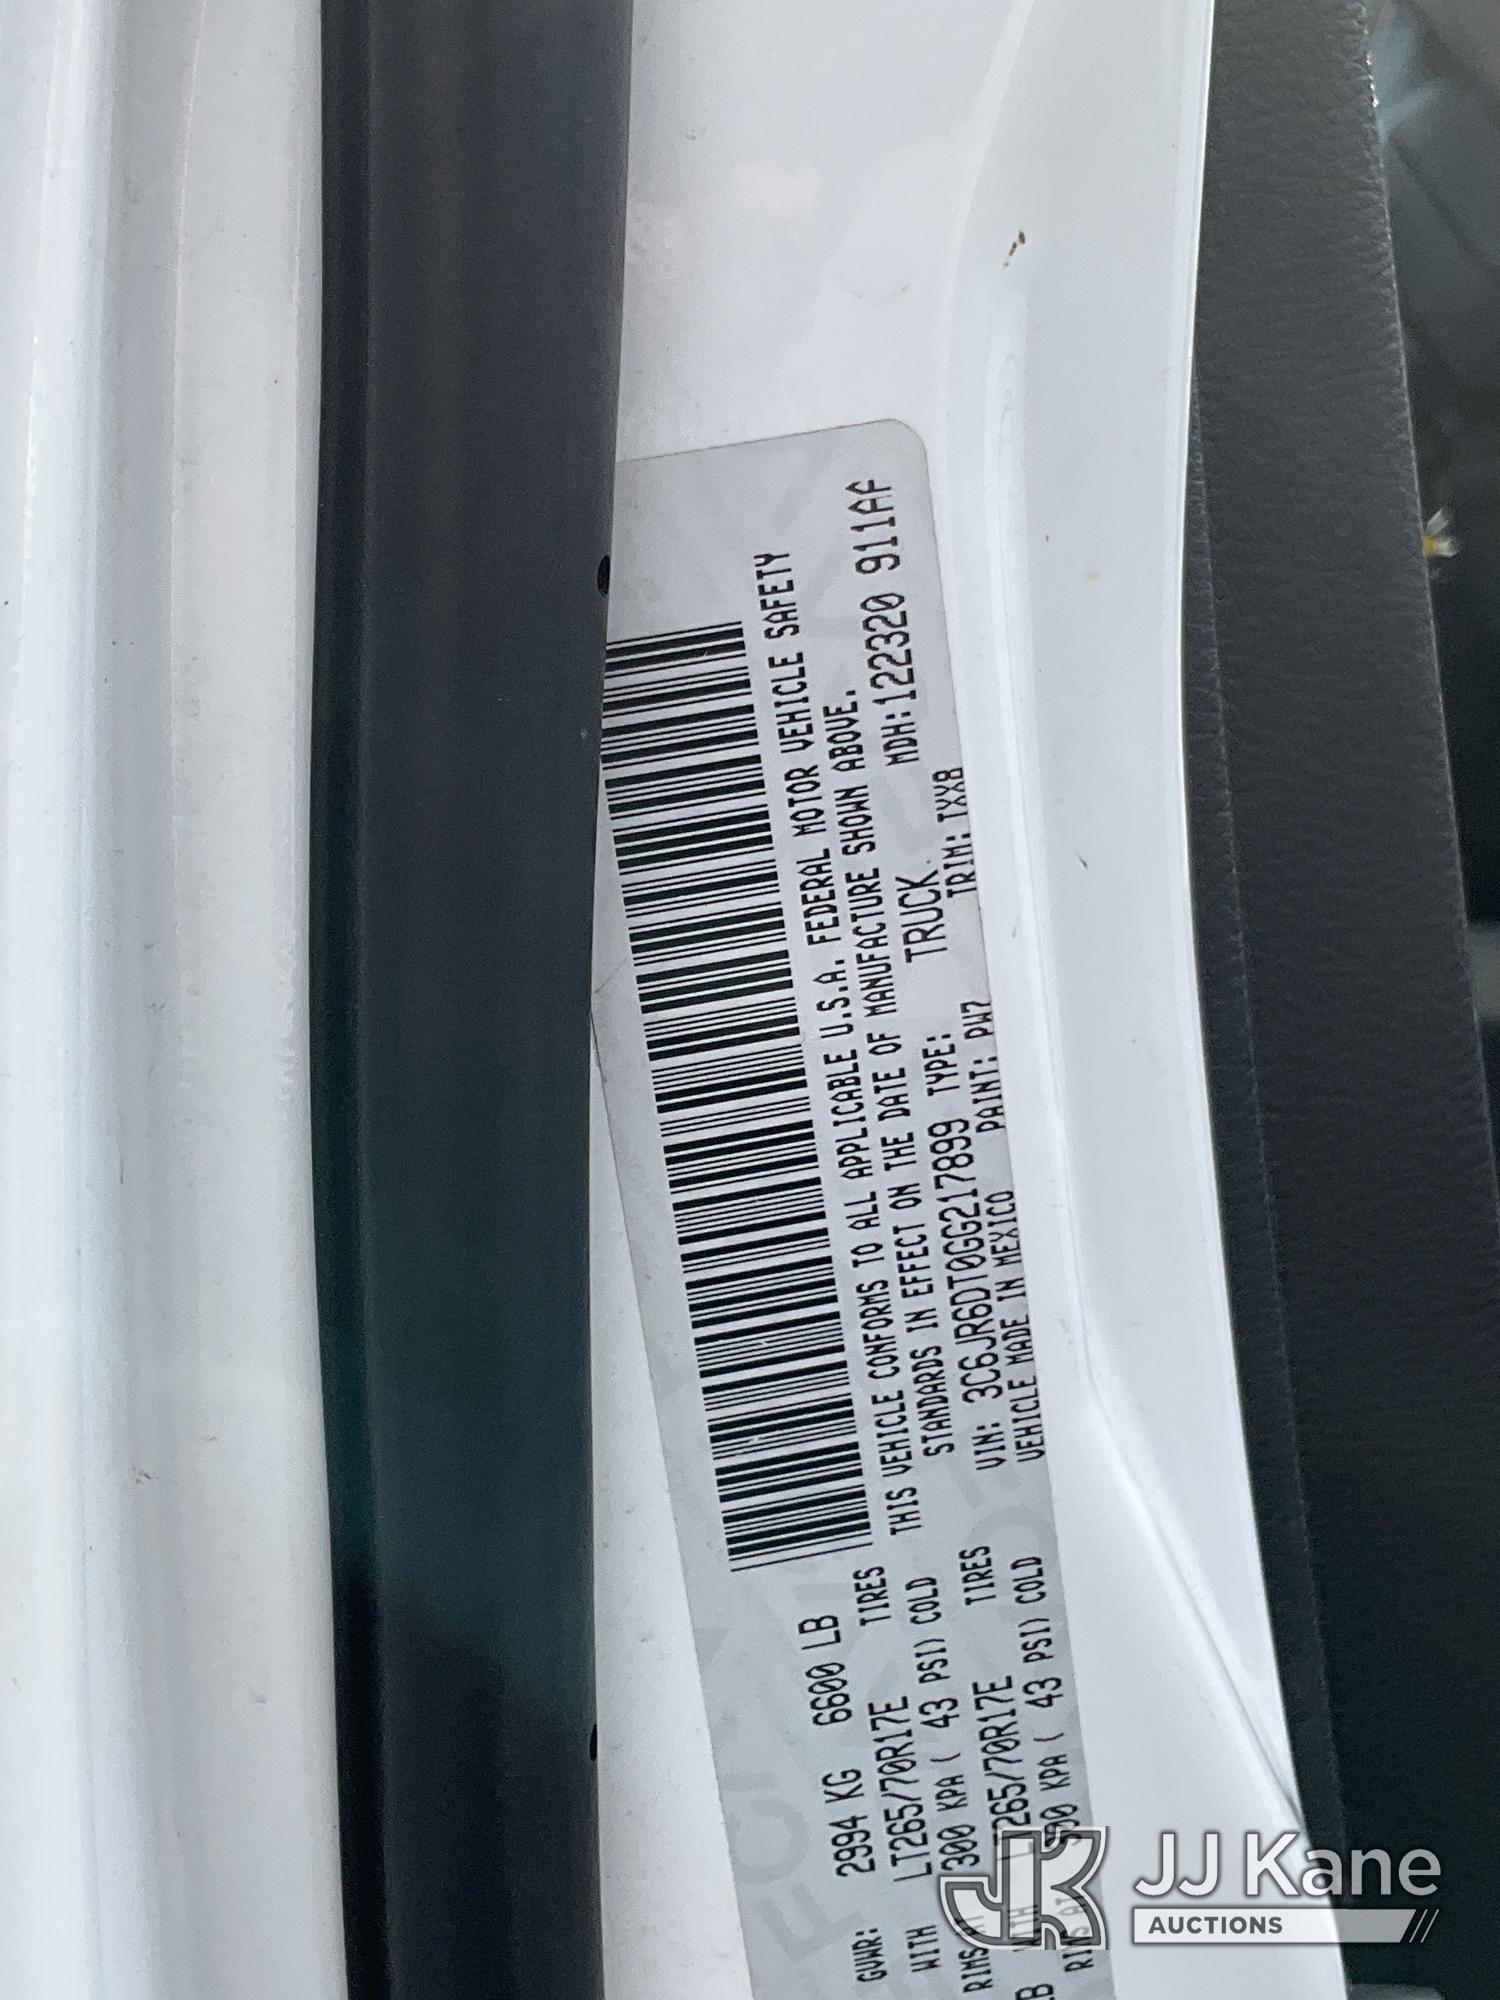 MDH: 122320 911AF
GVWR: 2994 KG 6600 LB
WITH LT265/70R17E TIRES
RIMS AT 300 KPA ( 43 PSI) COLD
WITH LT265/70R17E TIRES
RIMS AT KPA ( 43 PSI) COLD
THIS VEHICLE CONFORMS TO ALL APPLICABLE U.S.A. FEDERAL MOTOR VEHICLE SAFETY
STANDARDS IN EFFECT ON THE DATE OF MANUFACTURE SHOWN ABOVE.
VIN: 3C6JR6DT0GG217899 TYPE: TRUCK
VEHICLE MADE IN MEXICO PAINT: PW7 TRIM: TXX8
JJ Kane
AUCTIONS